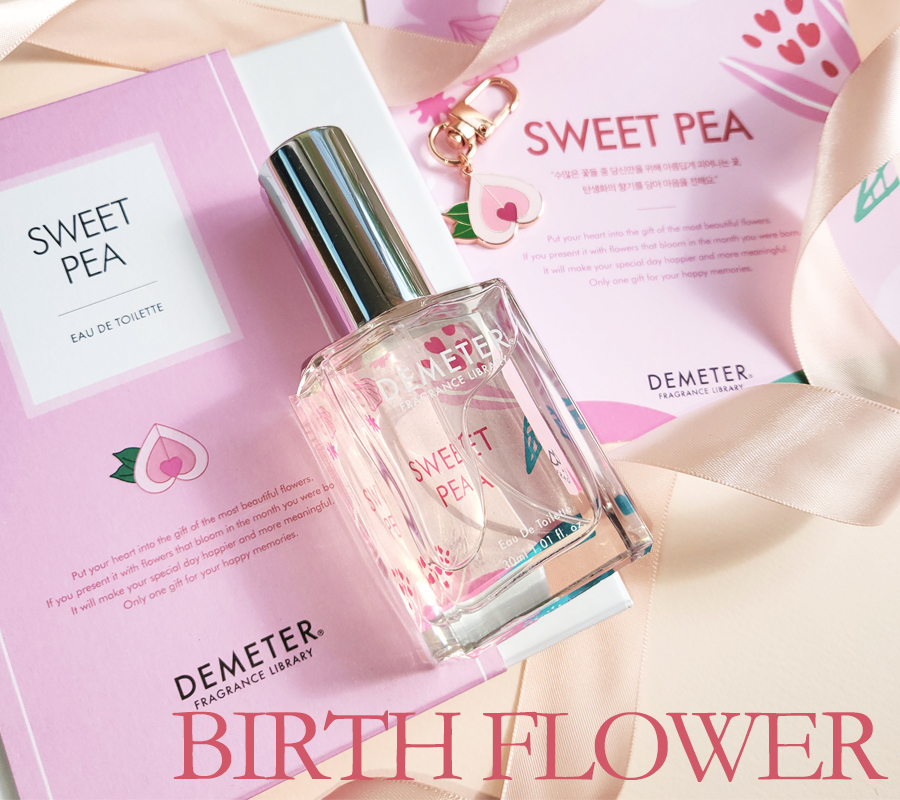 SWEET
PEA
EAU DE TOILETTE
Put your heart into the gift of the most beautiful flowers.
If you present it with flowers that bloom in the month you were bo
It will make your special day happier and more meaningful.
Only one gift for your happy memories.
DEMETER®
FRAGRANCE LIBRARY
DEMETER
FRAGRANCE LIBRARY
SWEET
PEA
Eau De Toilette
30ml 1.01 fl. oz
SWEET PEA
"수많은 꽃들 중 당신만을 위해 아름답게 피어나는 꽃,
탄생화의 향기를 담아 마음을 전해요."
Put your heart into the gift of the most beautiful flowers.
If you present it with flowers that bloom in the month you were born
It will make your special day happier and more meaningful.
Only one gift for your happy memories.
DEMETER®
FRAGRANCE LIBRARY
BIRTH FLOWER